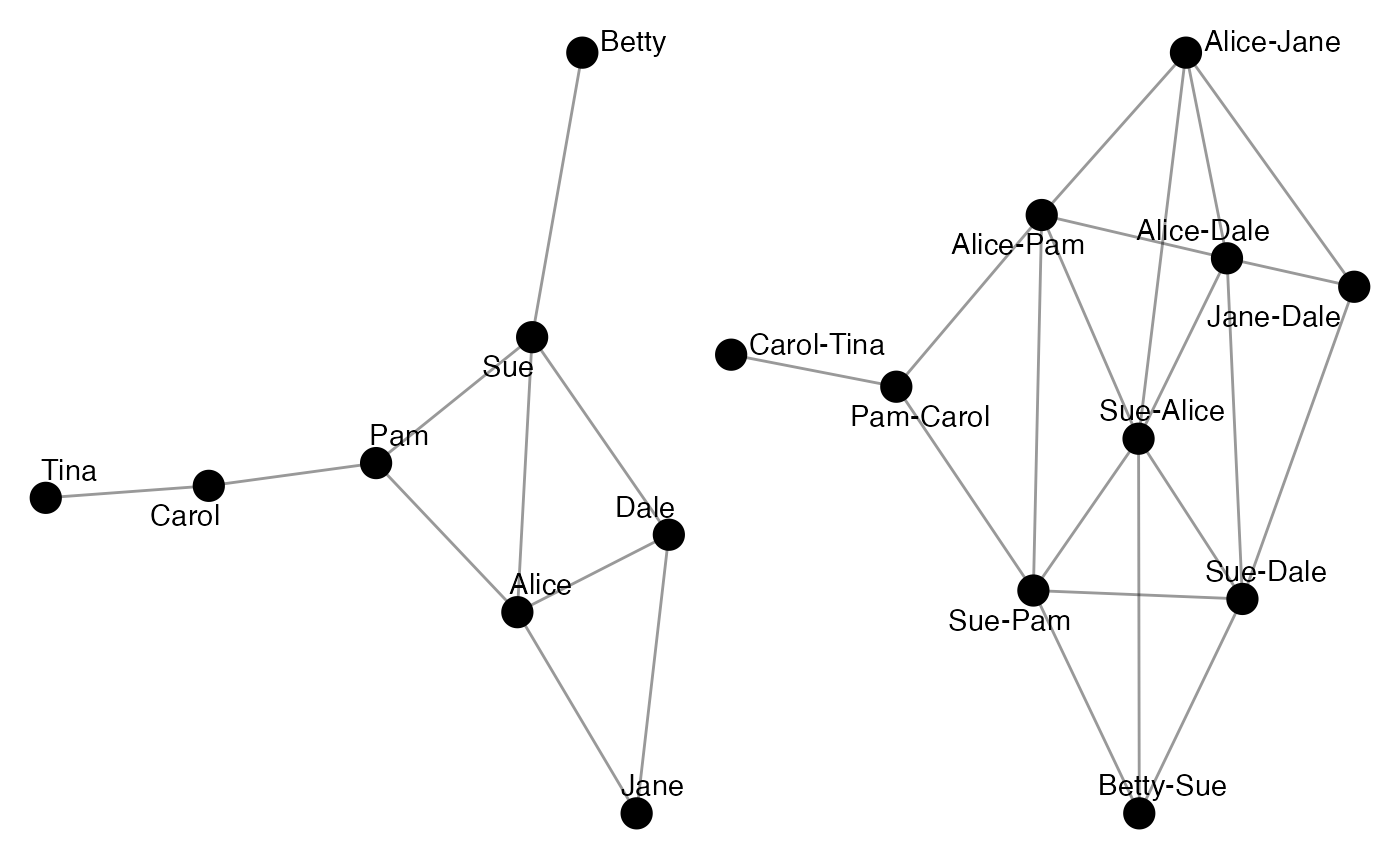 Betty
Sue
Pam
Tina
Carol
Dale
Alice
Jane
Alice-Jane
Alice-Pam
Alice-Dale
Jane-Dale
Carol-Tina
Pam-Carol
Sue-Alice
Sue-Dale
Sue-Pam
Betty-Sue